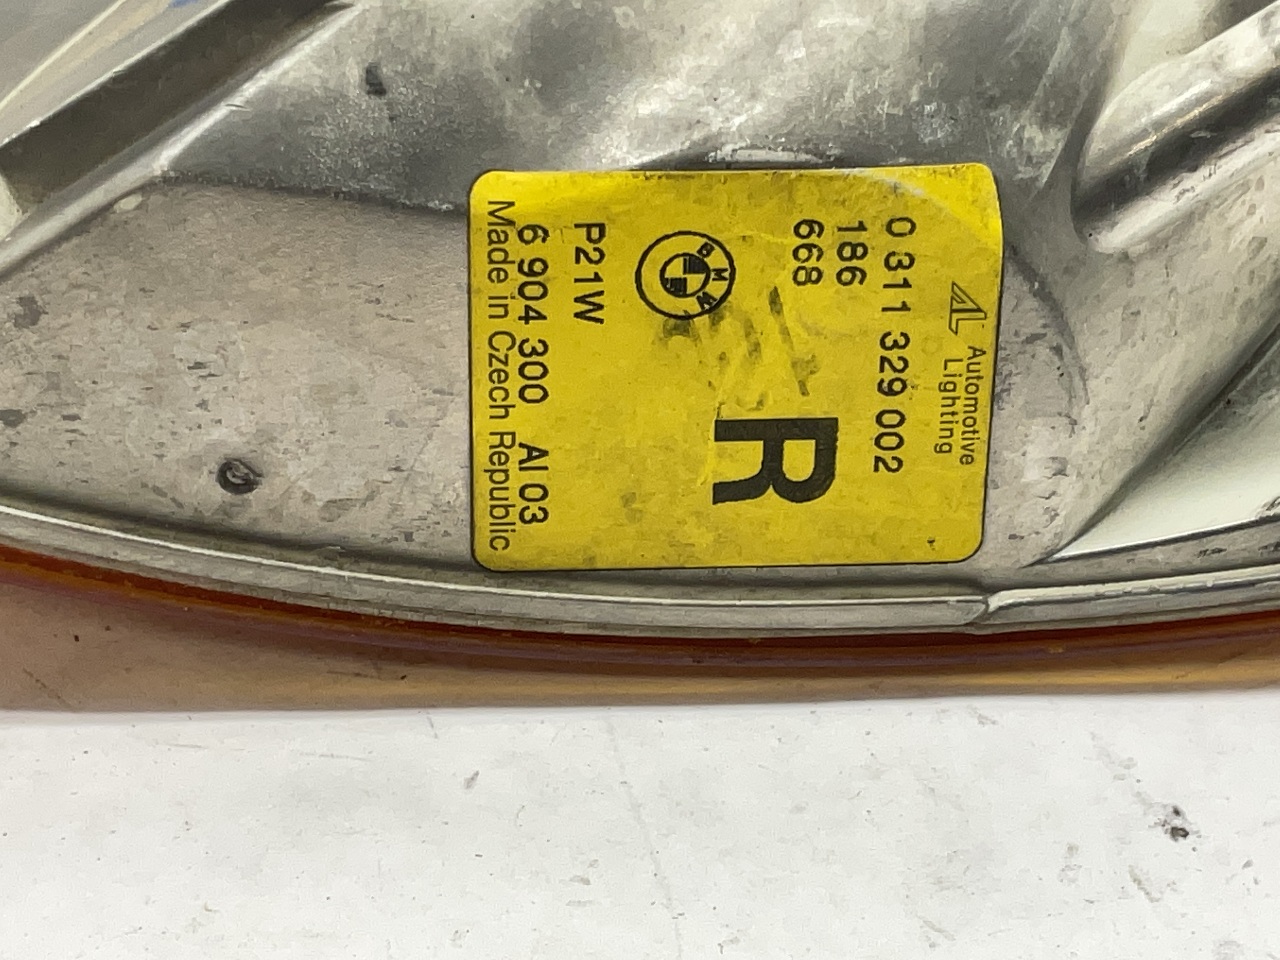 AL Automotive
Lighting
0 311 329 002
186
668
R
BMW
P21W
6 904 300 AI 03
Made in Czech Republic